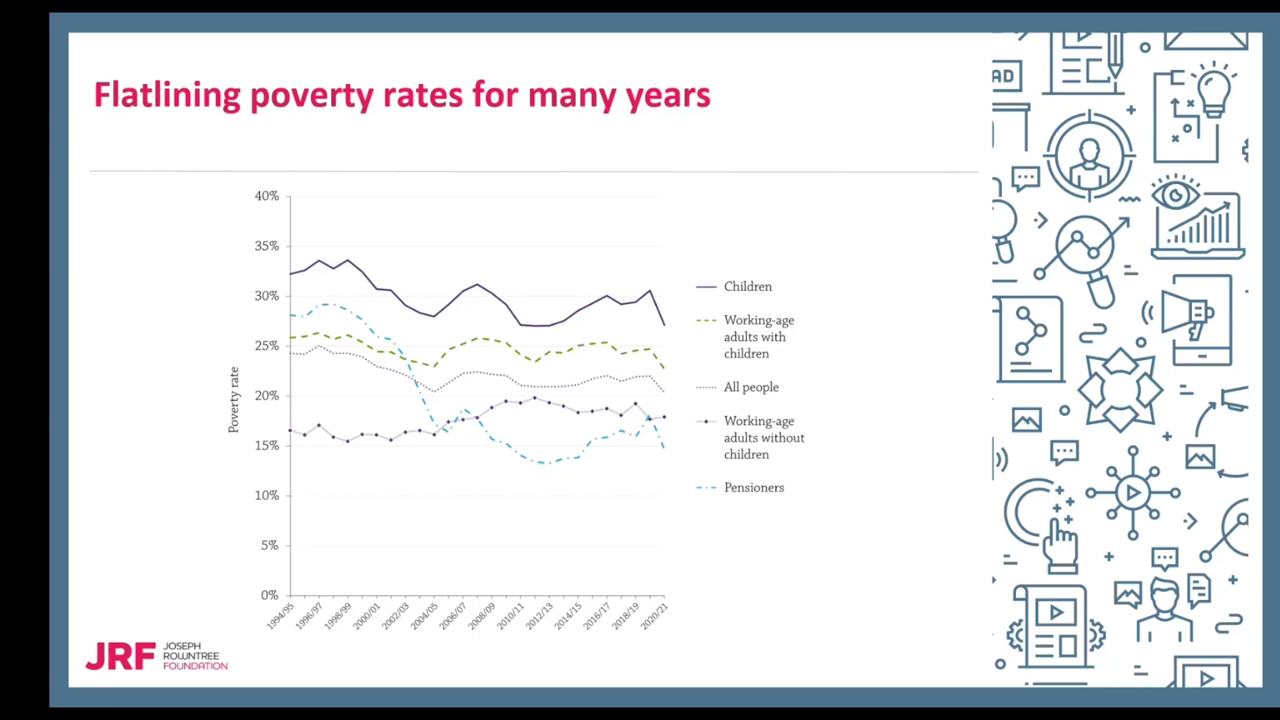 Flatlining poverty rates for many years
40%
35%
30%
25%
20%
15%
10%
5%
0%
Poverty rate
1994/95
1996/97
1998/99
2000/01
2002/03
2004/05
2006/07
2008/09
2010/11
2012/13
2014/15
2016/17
2018/19
2020/21
Children
Working-age
adults with
children
All people
Working-age
adults without
children
Pensioners
JRF
JOSEPH
ROWNTREE
FOUNDATION
AD